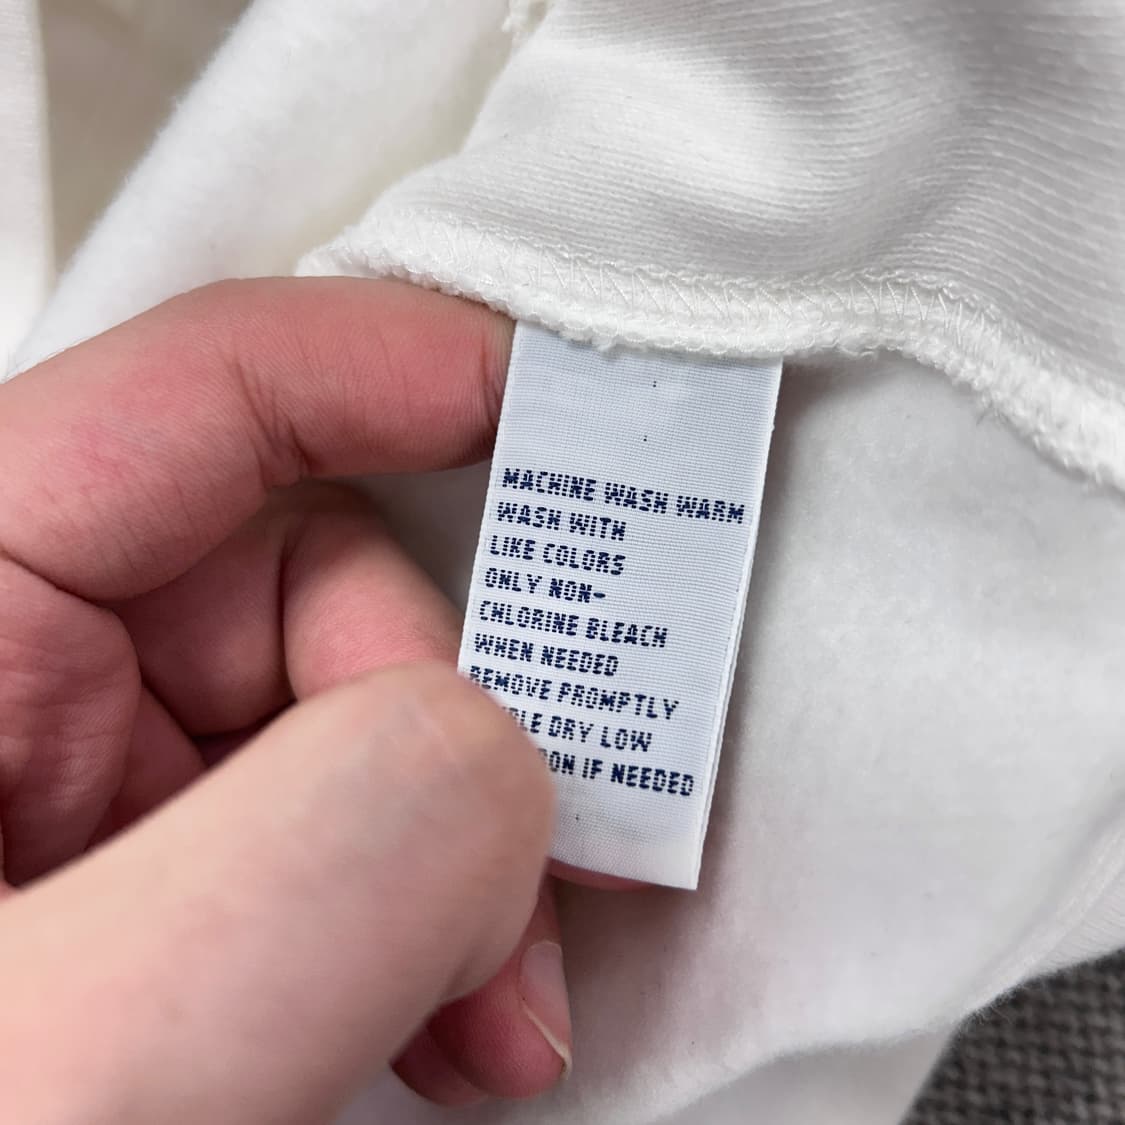 MACHINE WASH WARM
WASH WITH
LIKE COLORS
ONLY NON-
CHLORINE BLEACH
WHEN NEEDED
REMOVE PROMPTLY
DRY LOW
IF NEEDED